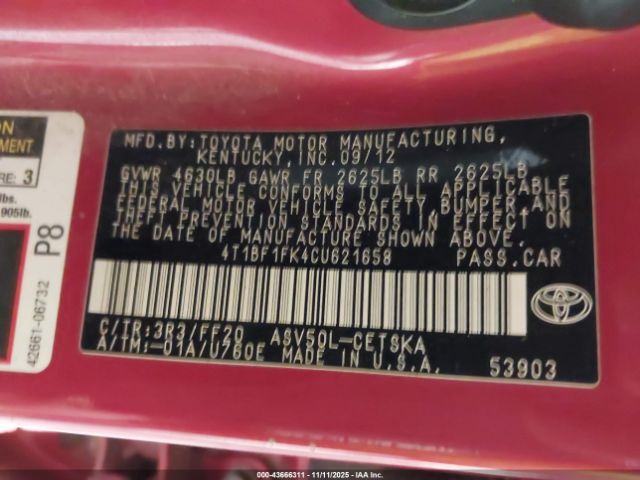 ON
EMENT
RE: 3
905lb.
P8
42661-06732
MFD.BY:TOYOTA MOTOR MANUFACTURING,
KENTUCKY,INC.09/12
GVWR 4630LB GAWR FR 2625LB RR 2625LB
THIS VEHICLE CONFORMS TO ALL APPLICABLE
FEDERAL MOTOR VEHICLE SAFETY BUMPER AND
THEFT PREVENTION STANDARDS IN EFFECT ON
THE DATE OF MANUFACTURE SHOWN ABOVE.
4T1BF1FK4CU621658 PASS.CAR
C/TR:3R3/FF20 ASV50L-CETSKA
A/TM:-01A/U760E MADE IN U.S.A.
53903
000-43666311 - 11/11/2025 - IAA Inc.